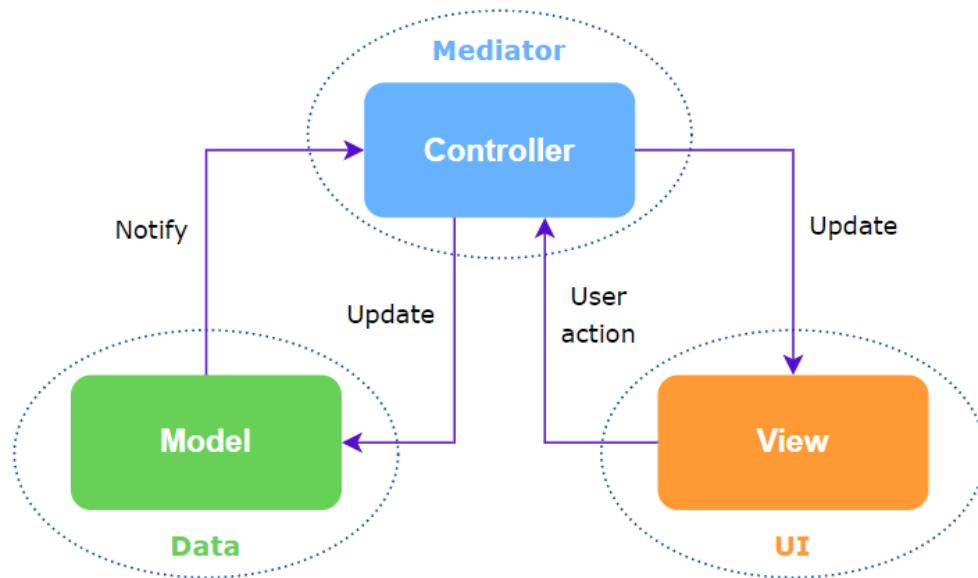 Mediator
Controller
Notify
Update
Update
User
action
Model
View
Data
UI